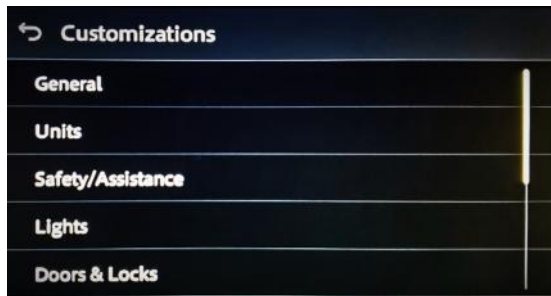 Customizations
General
Units
Safety/Assistance
Lights
Doors & Locks